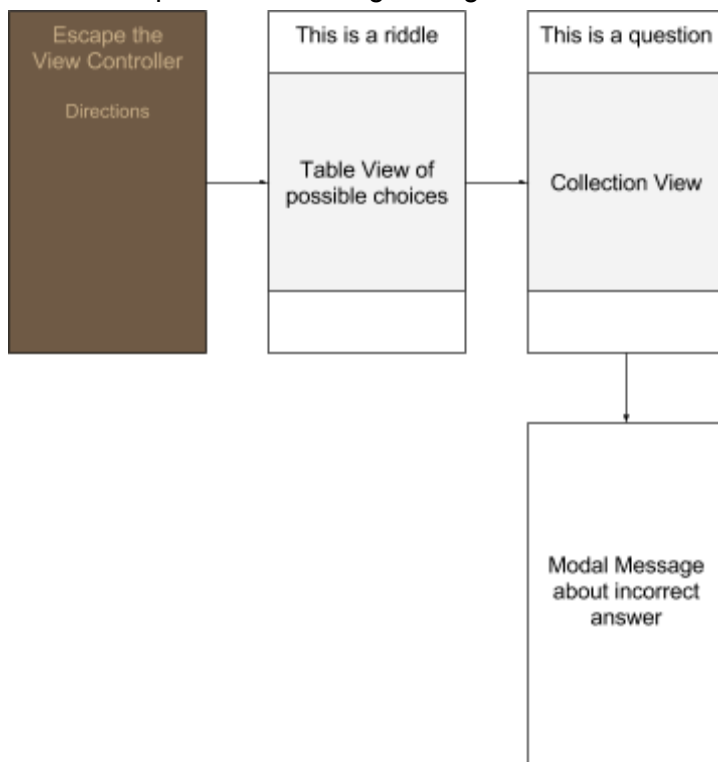 Escape the
View Controller
Directions
This is a riddle
Table View of
possible choices
This is a question
Collection View
Modal Message
about incorrect
answer